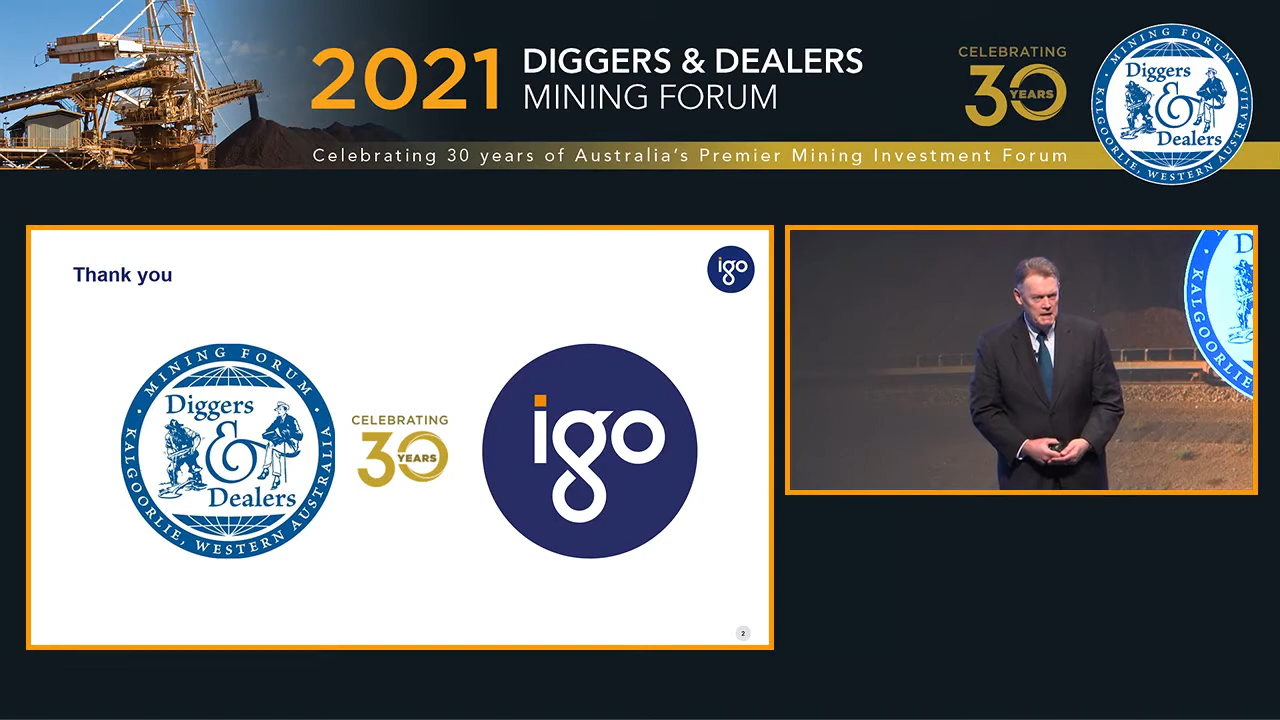 2021
DIGGERS & DEALERS
MINING FORUM
Celebrating 30 years of Australia's Premier Mining Investment Forum
CELEBRATING
30
YEARS
MINING FORUM
Diggers
&
Dealers
KALGOORLIE, WESTERN AUSTRALIA
Thank you
igo
MINING FORUM
Diggers
&
Dealers
KALGOORLIE, WESTERN AUSTRALIA
CELEBRATING
30
YEARS
igo
2
D
KALGOORLIE